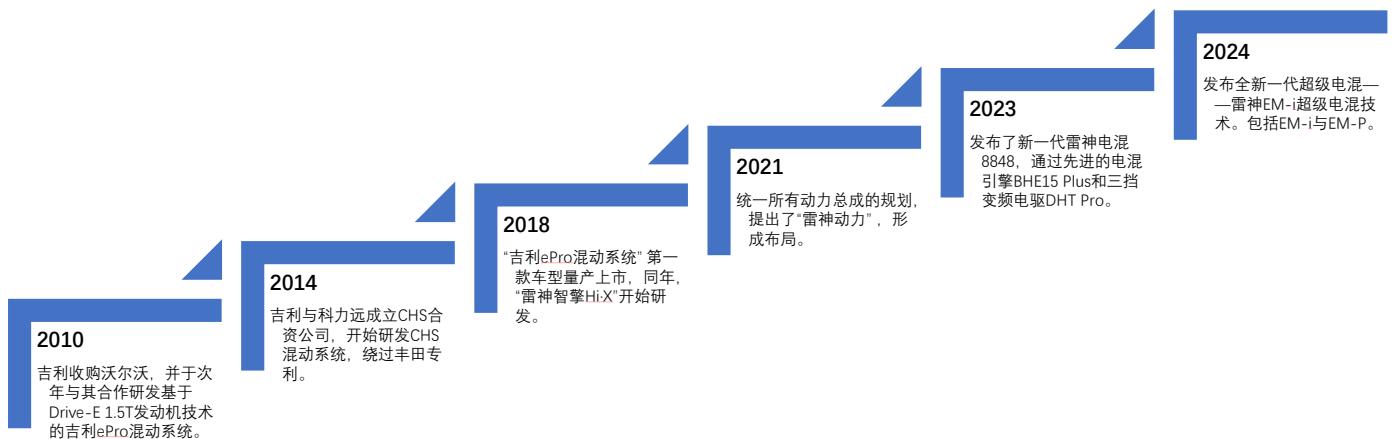 2010
吉利收购沃尔沃，并于次
年与其合作研发基于
Drive-E 1.5T发动机技术
的吉利ePro混动系统。
2014
吉利与科力远成立CHS合
资公司，开始研发CHS
混动系统，绕过丰田专
利。
2018
“吉利ePro混动系统” 第一
款车型量产上市，同年，
“雷神智擎Hi·X”开始研
发。
2021
统一所有动力总成的规划，
提出了“雷神动力” ，形
成布局。
2023
发布了新一代雷神电混
8848，通过先进的电混
引擎BHE15 Plus和三挡
变频电驱DHT Pro。
2024
发布全新一代超级电混—
—雷神EM-i超级电混技
术。包括EM-i与EM-P。